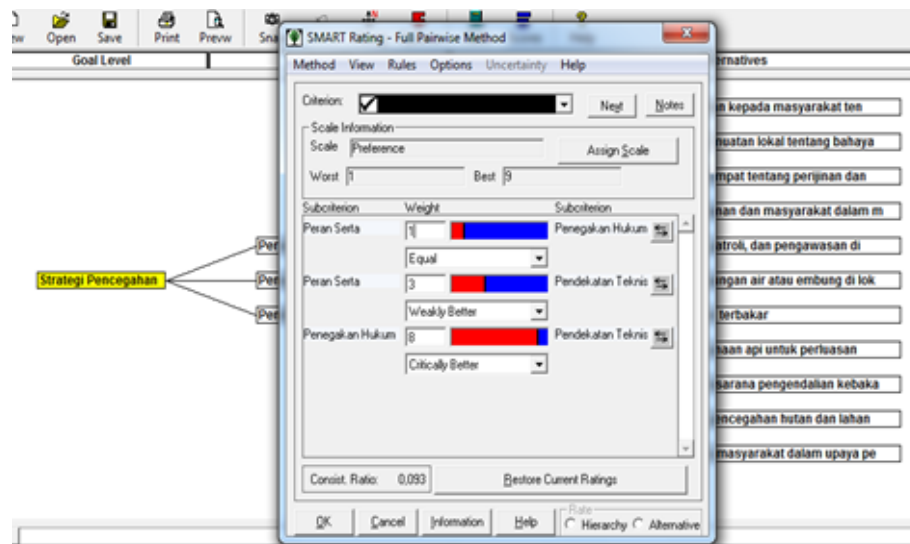 Open Save Print Prevw
SMART Rating - Full Pairwise Method
Goal Level
Method View Rules Options Uncertainty Help
Criterion: Next Notes
Scale Information
Scale Preference Assign Scale
Worst 1 Best 9
Subcriterion Weight Subcriterion
Peran Serta 1 Penegakan Hukum
Equal
Peran Serta 3 Pendekatan Teknis
Weakly Better
Penegakan Hukum 8 Pendekatan Teknis
Critically Better
Consist. Ratio: 0,093 Restore Current Ratings
OK Cancel Information Help
Rate
Hierarchy Alternative
Strategi Pencegahan
Per
Per
Per
ernatives
n kepada masyarakat ten
nuatan lokal tentang bahaya
mpat tentang perijinan dan
nan dan masyarakat dalam m
atroli, dan pengawasan di
ngan air atau embung di lok
terbakar
naan api untuk perluasan
sarana pengendalian kebaka
encegahan hutan dan lahan
masyarakat dalam upaya pe